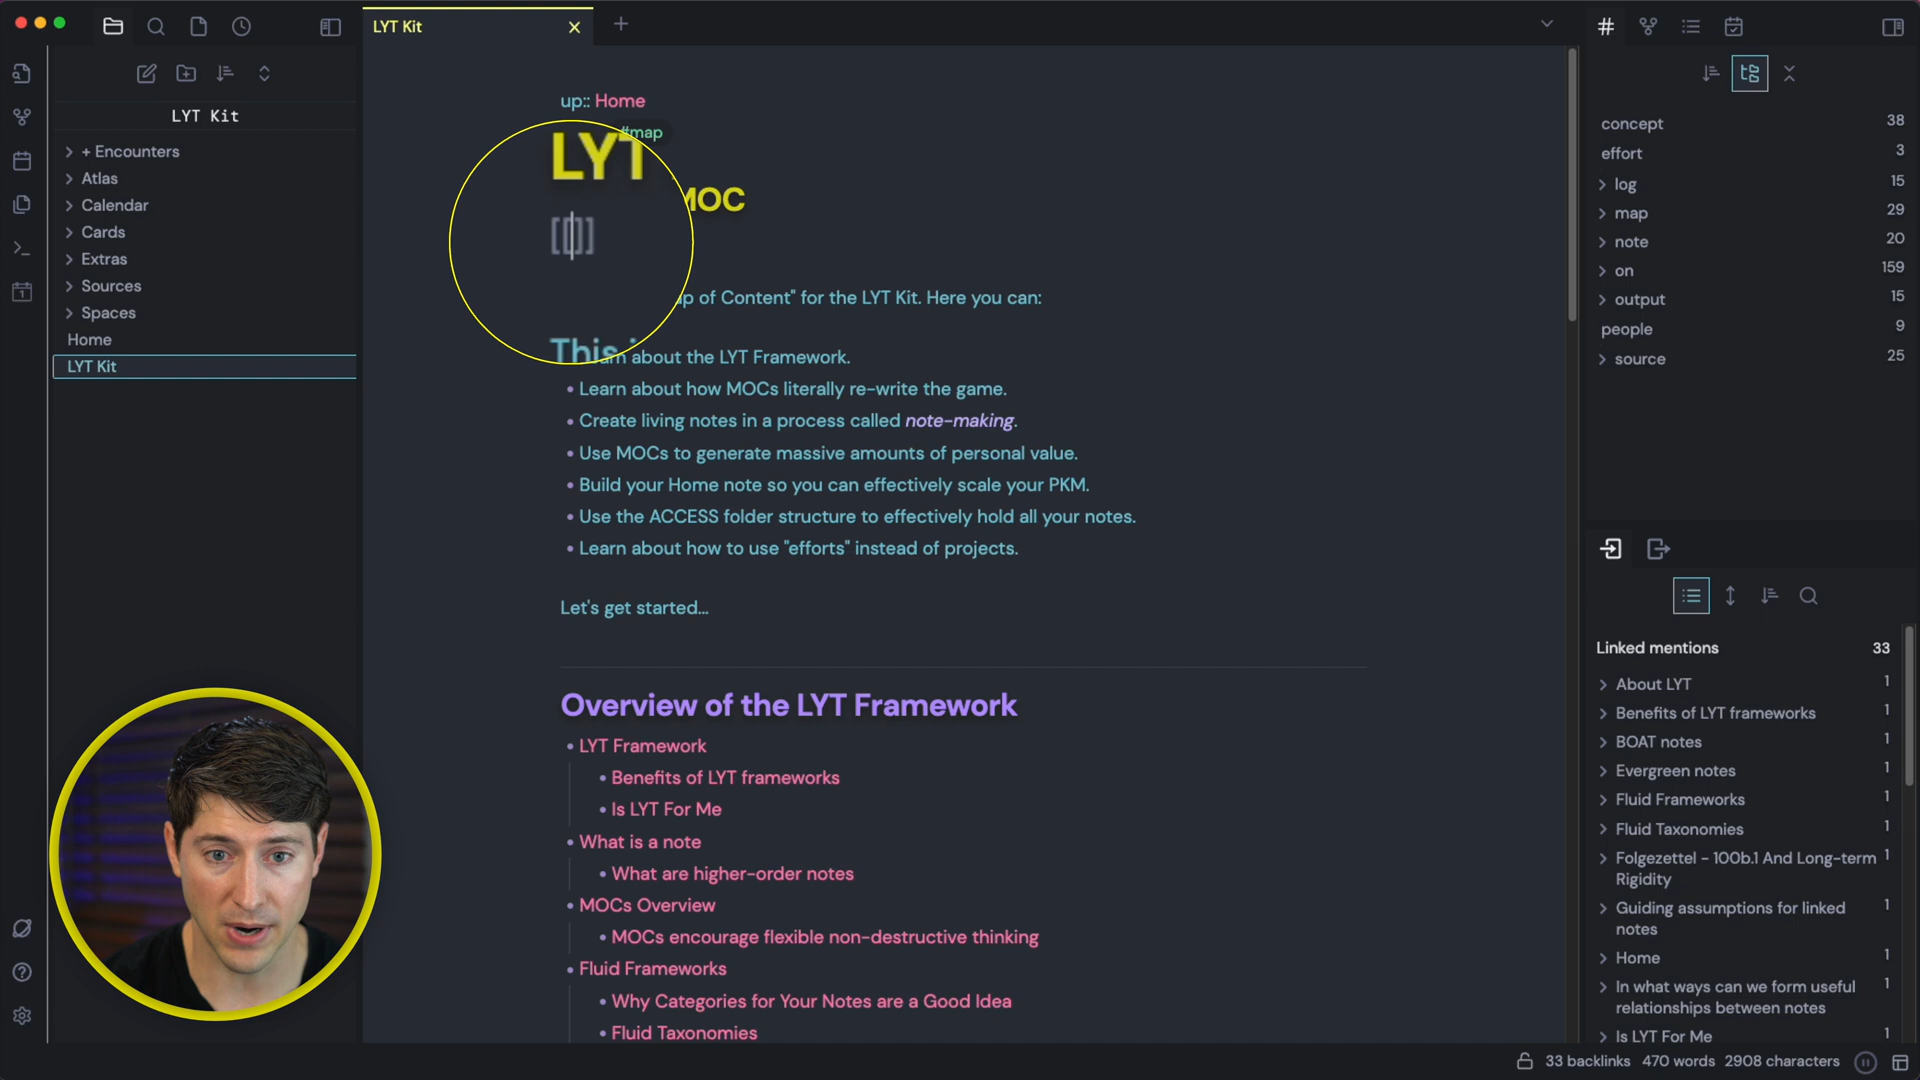 LYT Kit
LYT Kit
+ Encounters
Atlas
Calendar
Cards
Extras
Sources
Spaces
Home
LYT Kit
up:: Home
#map
LYT
MOC
[[]]
This i
p of Content" for the LYT Kit. Here you can:
about the LYT Framework.
• Learn about how MOCs literally re-write the game.
• Create living notes in a process called note-making.
• Use MOCs to generate massive amounts of personal value.
• Build your Home note so you can effectively scale your PKM.
• Use the ACCESS folder structure to effectively hold all your notes.
• Learn about how to use "efforts" instead of projects.
Let's get started...
Overview of the LYT Framework
• LYT Framework
• Benefits of LYT frameworks
• Is LYT For Me
• What is a note
• What are higher-order notes
• MOCs Overview
• MOCs encourage flexible non-destructive thinking
• Fluid Frameworks
• Why Categories for Your Notes are a Good Idea
• Fluid Taxonomies
concept 38
effort 3
log 15
map 29
note 20
on 159
output 15
people 9
source 25
Linked mentions 33
About LYT 1
Benefits of LYT frameworks 1
BOAT notes 1
Evergreen notes 1
Fluid Frameworks 1
Fluid Taxonomies 1
Folgezettel - 100b.1 And Long-term 1
Rigidity
Guiding assumptions for linked 1
notes
Home 1
In what ways can we form useful 1
relationships between notes
Is LYT For Me 1
33 backlinks 470 words 2908 characters